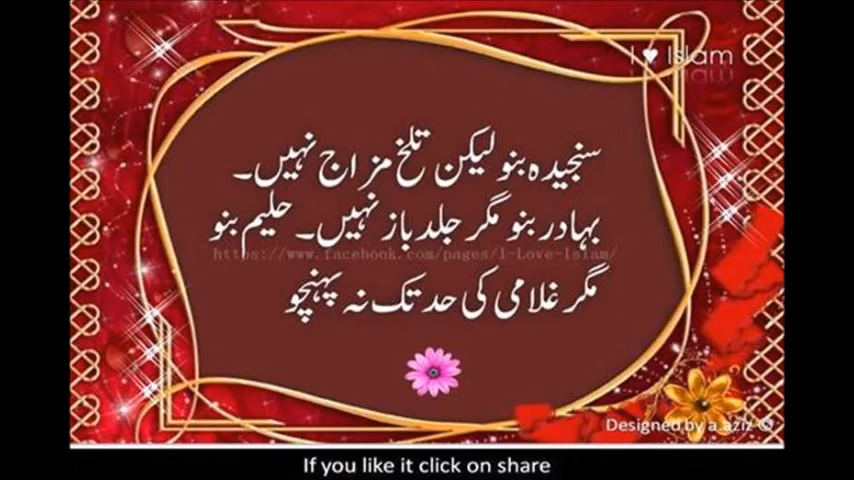 I ♥ Islam
سنجیدہ بنو لیکن تلخ مزاج نہیں۔
بہادر بنو مگر جلد باز نہیں۔ حلیم بنو
https://www.facebook.com/pages/I-Love-Islam/
مگر غلامی کی حد تک نہ پہنچو
Designed by a.aziz ©
If you like it click on share